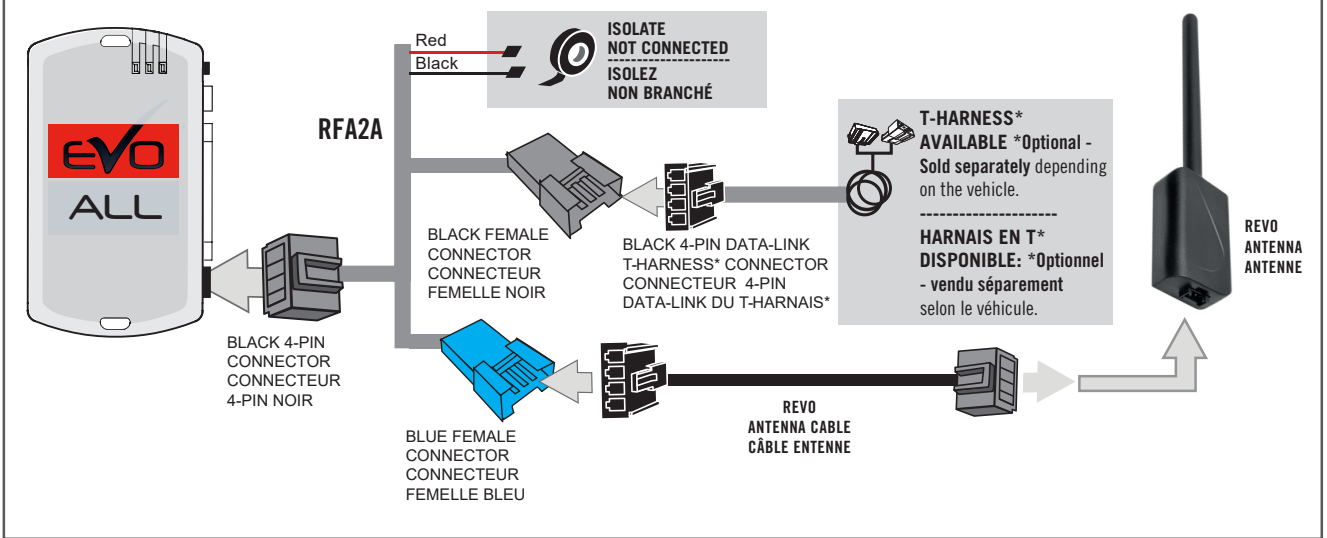 EVO
ALL
RFA2A
Red
Black
ISOLATE
NOT CONNECTED
ISOLEZ
NON BRANCHÉ
BLACK 4-PIN
CONNECTOR
CONNECTEUR
4-PIN NOIR
BLACK FEMALE
CONNECTOR
CONNECTEUR
FEMELLE NOIR
BLACK 4-PIN DATA-LINK
T-HARNESS* CONNECTOR
CONNECTEUR 4-PIN
DATA-LINK DU T-HARNAIS*
T-HARNESS*
AVAILABLE *Optional -
Sold separately depending
on the vehicle.
HARNAIS EN T*
DISPONIBLE: *Optionnel
- vendu séparement
selon le véhicule.
REVO
ANTENNA
ANTENNE
BLUE FEMALE
CONNECTOR
CONNECTEUR
FEMELLE BLEU
REVO
ANTENNA CABLE
CÂBLE ENTENNE